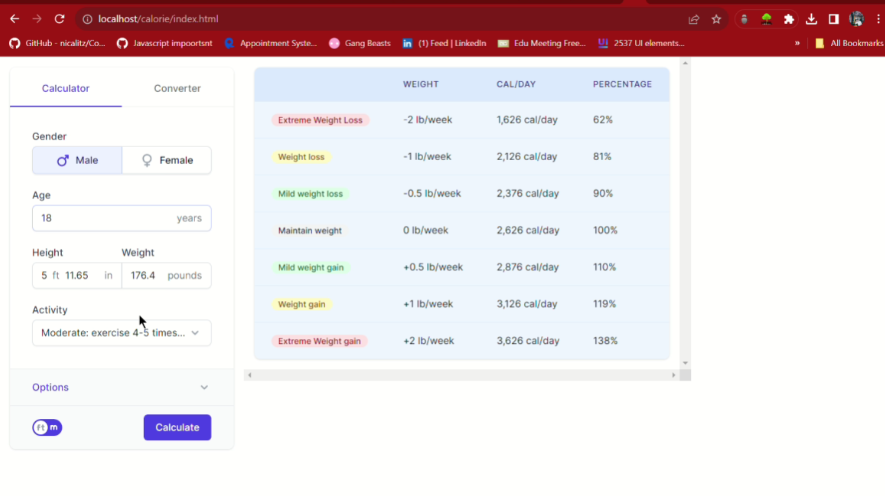 localhost/calorie/index.html
GitHub - nicalitz/Co...
Javascript impoortsnt
Appointment Syste...
Gang Beasts
(1) Feed | LinkedIn
Edu Meeting Free...
2537 UI elements...
»
All Bookmarks
Calculator
Converter
Gender
Male
Female
Age
18 years
Height
Weight
5 ft 11.65 in
176.4 pounds
Activity
Moderate: exercise 4-5 times...
Options
ft m
Calculate
WEIGHT CAL/DAY PERCENTAGE
Extreme Weight Loss -2 lb/week 1,626 cal/day 62%
Weight loss -1 lb/week 2,126 cal/day 81%
Mild weight loss -0.5 lb/week 2,376 cal/day 90%
Maintain weight 0 lb/week 2,626 cal/day 100%
Mild weight gain +0.5 lb/week 2,876 cal/day 110%
Weight gain +1 lb/week 3,126 cal/day 119%
Extreme Weight gain +2 lb/week 3,626 cal/day 138%